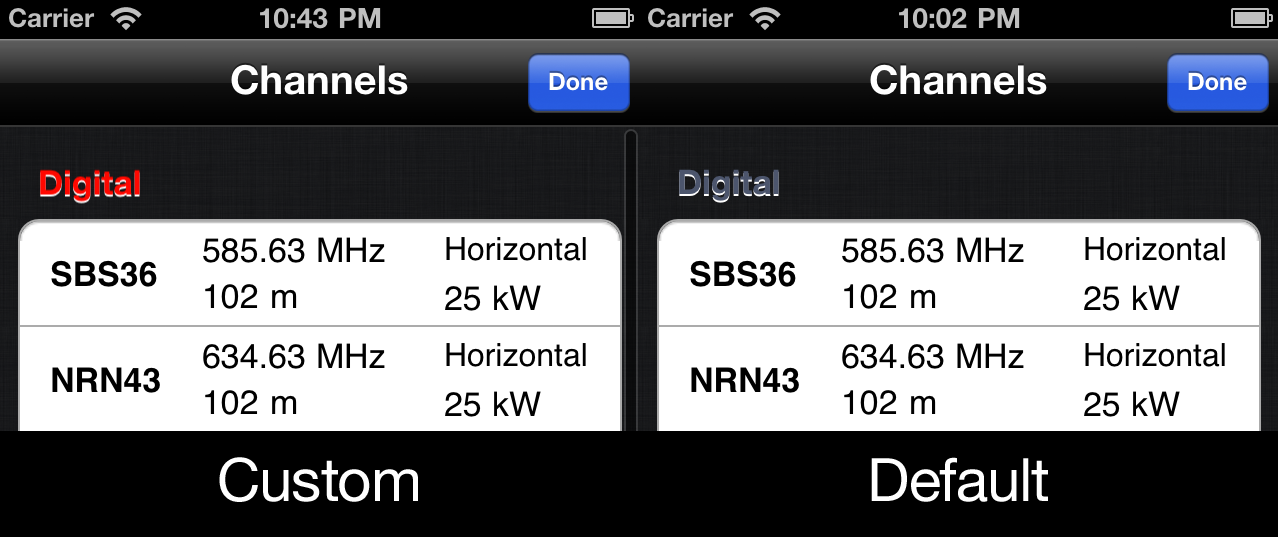 Carrier 10:43 PM
Channels Done
Digital
SBS36 585.63 MHz Horizontal
102 m 25 kW
NRN43 634.63 MHz Horizontal
102 m 25 kW
Custom
Carrier 10:02 PM
Channels Done
Digital
SBS36 585.63 MHz Horizontal
102 m 25 kW
NRN43 634.63 MHz Horizontal
102 m 25 kW
Default